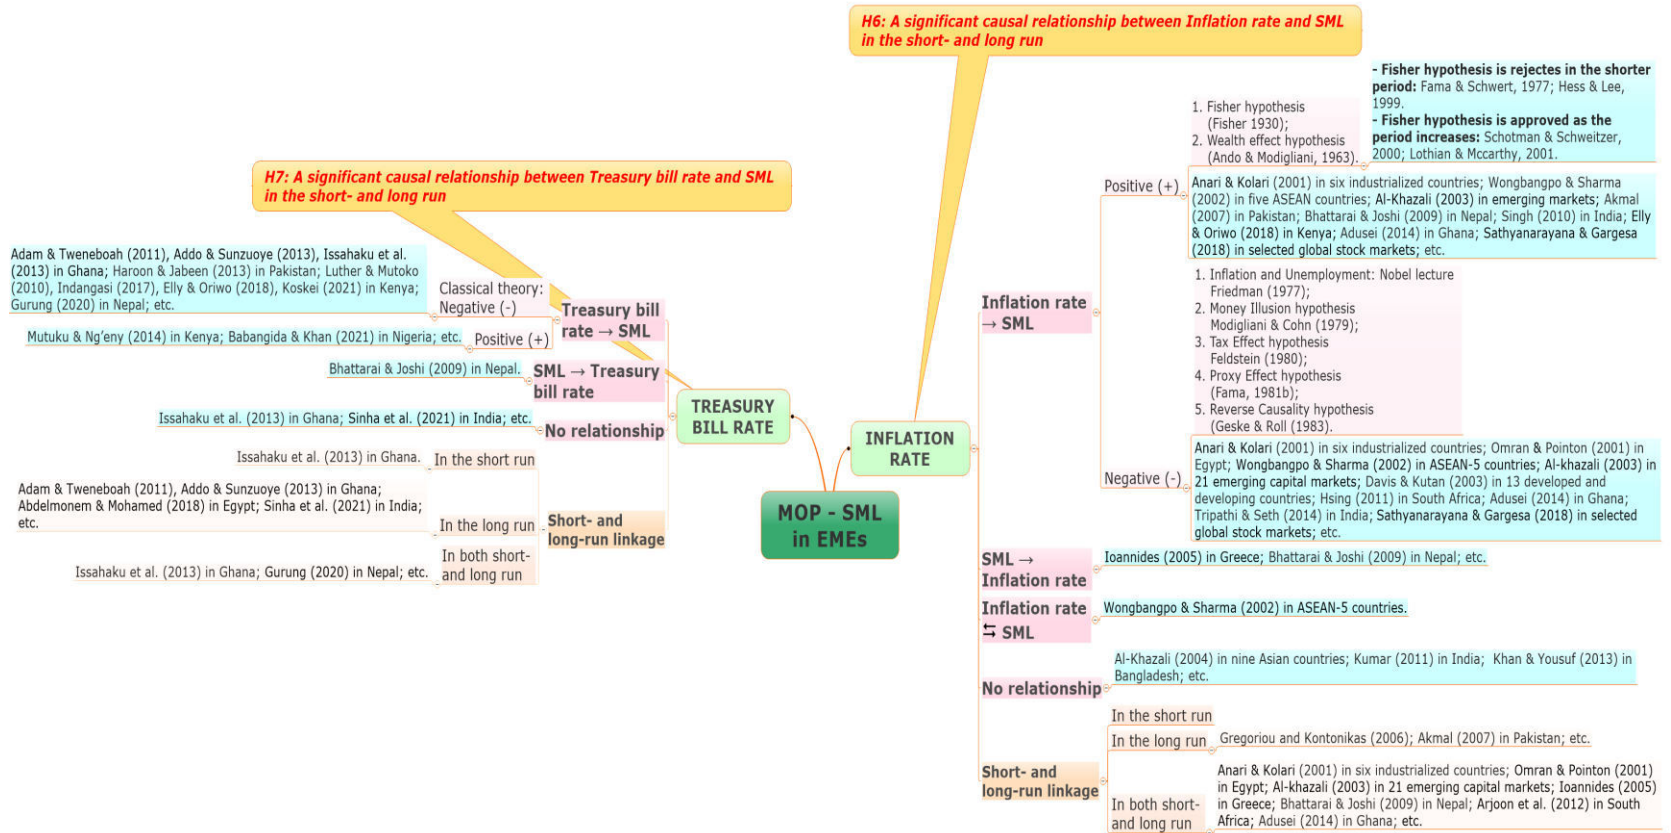 H6: A significant causal relationship between Inflation rate and SML
in the short- and long run
H7: A significant causal relationship between Treasury bill rate and SML
in the short- and long run
Adam & Tweneboah (2011), Addo & Sunzuoye (2013), Issahaku et al.
(2013) in Ghana; Haroon & Jabeen (2013) in Pakistan; Luther & Mutoko
(2010), Indangasi (2017), Elly & Oriwo (2018), Koskei (2021) in Kenya;
Gurung (2020) in Nepal; etc.
Classical theory:
Negative (-)
Mutuku & Ng'eny (2014) in Kenya; Babangida & Khan (2021) in Nigeria; etc.
Positive (+)
Treasury bill
rate → SML
Bhattarai & Joshi (2009) in Nepal.
SML → Treasury
bill rate
Issahaku et al. (2013) in Ghana; Sinha et al. (2021) in India; etc.
No relationship
Issahaku et al. (2013) in Ghana.
In the short run
Adam & Tweneboah (2011), Addo & Sunzuoye (2013) in Ghana;
Abdelmonem & Mohamed (2018) in Egypt; Sinha et al. (2021) in India;
etc.
In the long run
Issahaku et al. (2013) in Ghana; Gurung (2020) in Nepal; etc.
In both short-
and long run
Short- and
long-run linkage
TREASURY
BILL RATE
MOP - SML
in EMEs
INFLATION
RATE
Inflation rate
→ SML
Positive (+)
1. Fisher hypothesis
(Fisher 1930);
2. Wealth effect hypothesis
(Ando & Modigliani, 1963).
- Fisher hypothesis is rejectes in the shorter
period: Fama & Schwert, 1977; Hess & Lee,
1999.
- Fisher hypothesis is approved as the
period increases: Schotman & Schweitzer,
2000; Lothian & Mccarthy, 2001.
Anari & Kolari (2001) in six industrialized countries; Wongbangpo & Sharma
(2002) in five ASEAN countries; Al-Khazali (2003) in emerging markets; Akmal
(2007) in Pakistan; Bhattarai & Joshi (2009) in Nepal; Singh (2010) in India; Elly
& Oriwo (2018) in Kenya; Adusei (2014) in Ghana; Sathyanarayana & Gargesa
(2018) in selected global stock markets; etc.
Negative (-)
1. Inflation and Unemployment: Nobel lecture
Friedman (1977);
2. Money Illusion hypothesis
Modigliani & Cohn (1979);
3. Tax Effect hypothesis
Feldstein (1980);
4. Proxy Effect hypothesis
(Fama, 1981b);
5. Reverse Causality hypothesis
(Geske & Roll (1983).
Anari & Kolari (2001) in six industrialized countries; Omran & Pointon (2001) in
Egypt; Wongbangpo & Sharma (2002) in ASEAN-5 countries; Al-khazali (2003) in
21 emerging capital markets; Davis & Kutan (2003) in 13 developed and
developing countries; Hsing (2011) in South Africa; Adusei (2014) in Ghana;
Tripathi & Seth (2014) in India; Sathyanarayana & Gargesa (2018) in selected
global stock markets; etc.
SML →
Inflation rate
Ioannides (2005) in Greece; Bhattarai & Joshi (2009) in Nepal; etc.
Inflation rate
⇆ SML
Wongbangpo & Sharma (2002) in ASEAN-5 countries.
No relationship
Al-Khazali (2004) in nine Asian countries; Kumar (2011) in India; Khan & Yousuf (2013) in
Bangladesh; etc.
Short- and
long-run linkage
In the short run
In the long run
Gregoriou and Kontonikas (2006); Akmal (2007) in Pakistan; etc.
In both short-
and long run
Anari & Kolari (2001) in six industrialized countries; Omran & Pointon (2001)
in Egypt; Al-khazali (2003) in 21 emerging capital markets; Ioannides (2005)
in Greece; Bhattarai & Joshi (2009) in Nepal; Arjoon et al. (2012) in South
Africa; Adusei (2014) in Ghana; etc.